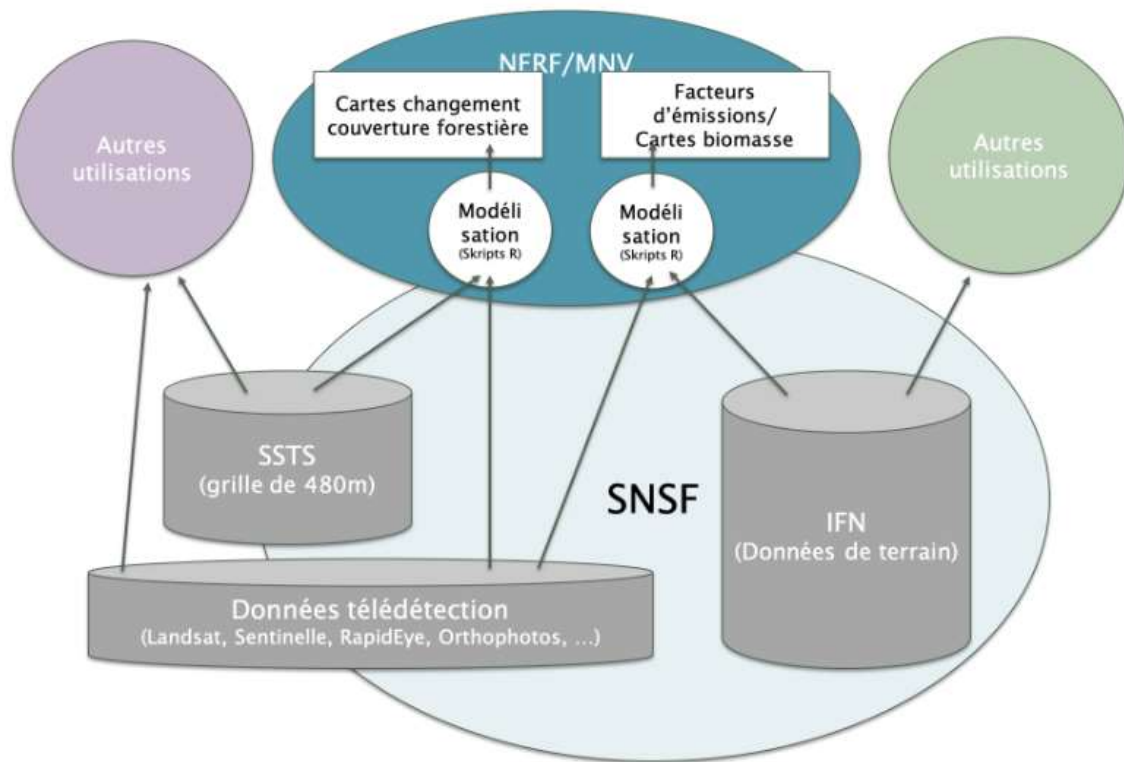 NFRF/MNV
Cartes changement
couverture forestière
Facteurs
d'émissions/
Cartes biomasse
Autres
utilisations
Autres
utilisations
Modéli
sation
(Skripts R)
Modéli
sation
(Skripts R)
SSTS
(grille de 480m)
SNSF
IFN
(Données de terrain)
Données télédétection
(Landsat, Sentinelle, RapidEye, Orthophotos, ...)